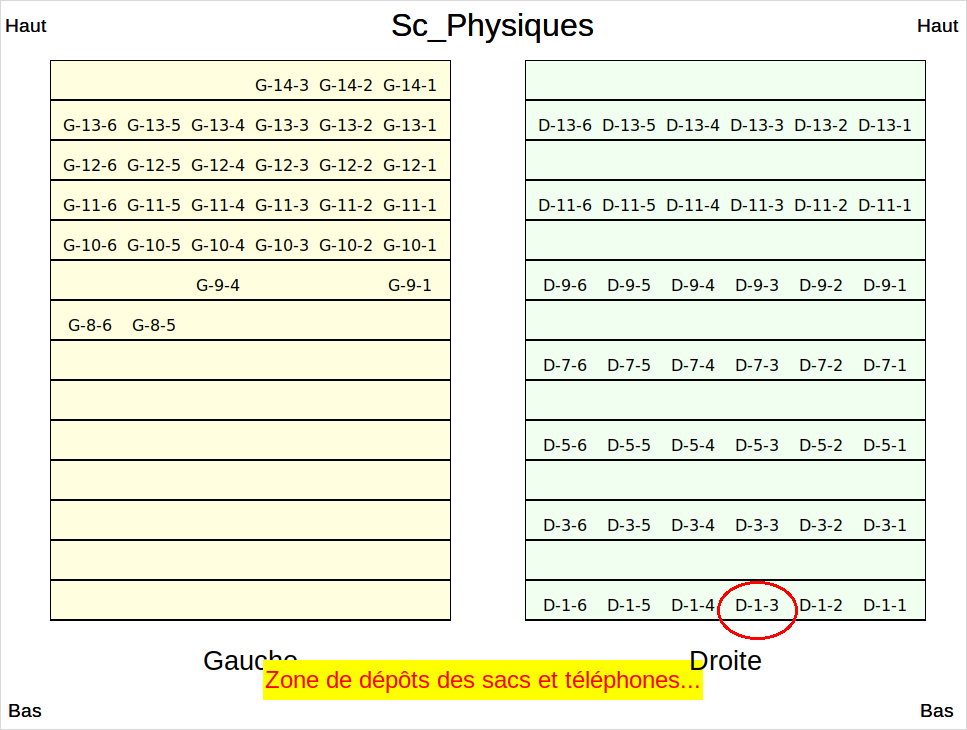 Haut Sc_Physiques Haut
G-14-3 G-14-2 G-14-1
G-13-6 G-13-5 G-13-4 G-13-3 G-13-2 G-13-1 D-13-6 D-13-5 D-13-4 D-13-3 D-13-2 D-13-1
G-12-6 G-12-5 G-12-4 G-12-3 G-12-2 G-12-1
G-11-6 G-11-5 G-11-4 G-11-3 G-11-2 G-11-1 D-11-6 D-11-5 D-11-4 D-11-3 D-11-2 D-11-1
G-10-6 G-10-5 G-10-4 G-10-3 G-10-2 G-10-1
G-9-4 G-9-1 D-9-6 D-9-5 D-9-4 D-9-3 D-9-2 D-9-1
G-8-6 G-8-5
D-7-6 D-7-5 D-7-4 D-7-3 D-7-2 D-7-1
D-5-6 D-5-5 D-5-4 D-5-3 D-5-2 D-5-1
D-3-6 D-3-5 D-3-4 D-3-3 D-3-2 D-3-1
D-1-6 D-1-5 D-1-4 D-1-3 D-1-2 D-1-1
Gauche Droite
Zone de dépôts des sacs et téléphones...
Bas Bas